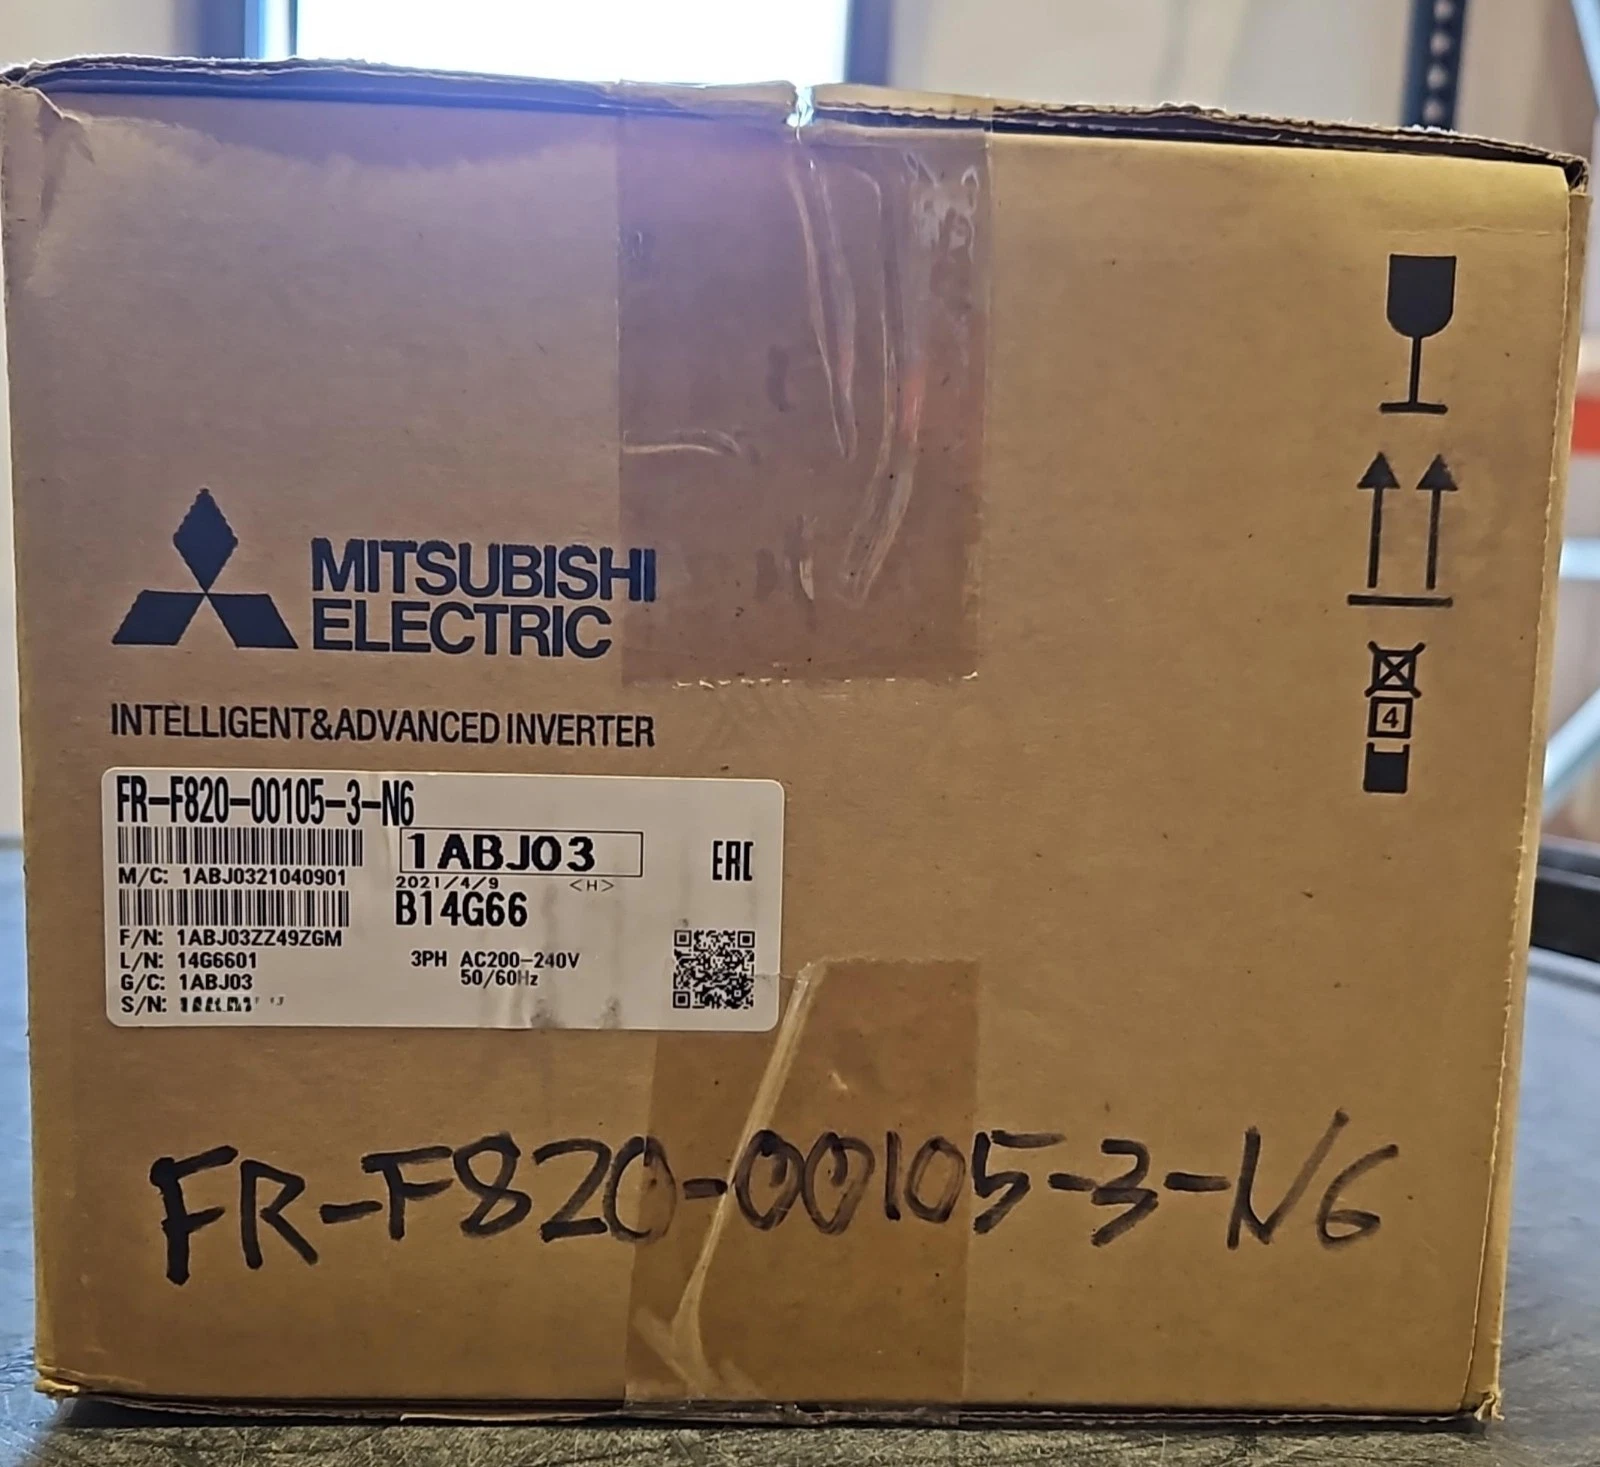 MITSUBISHI
ELECTRIC
INTELLIGENT&ADVANCED INVERTER
FR-F820-00105-3-N6
1ABJ03
EAC
M/C: 1ABJ0321040901
2021/4/9 <H>
B14G66
F/N: 1ABJ03ZZ49ZGM
L/N: 14G6601
3PH AC200-240V
G/C: 1ABJ03
50/60Hz
S/N:
4
FR-F820-00105-3-N6